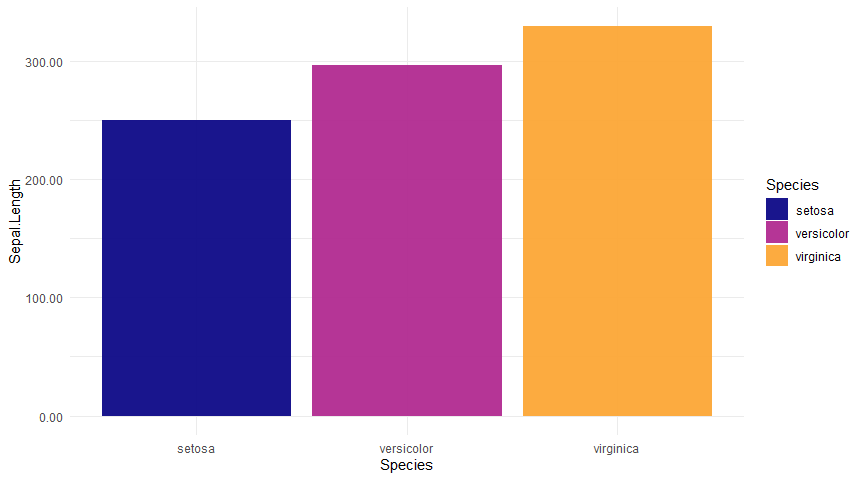 300.00
200.00
100.00
0.00
Sepal.Length
setosa
versicolor
virginica
Species
Species
setosa
versicolor
virginica